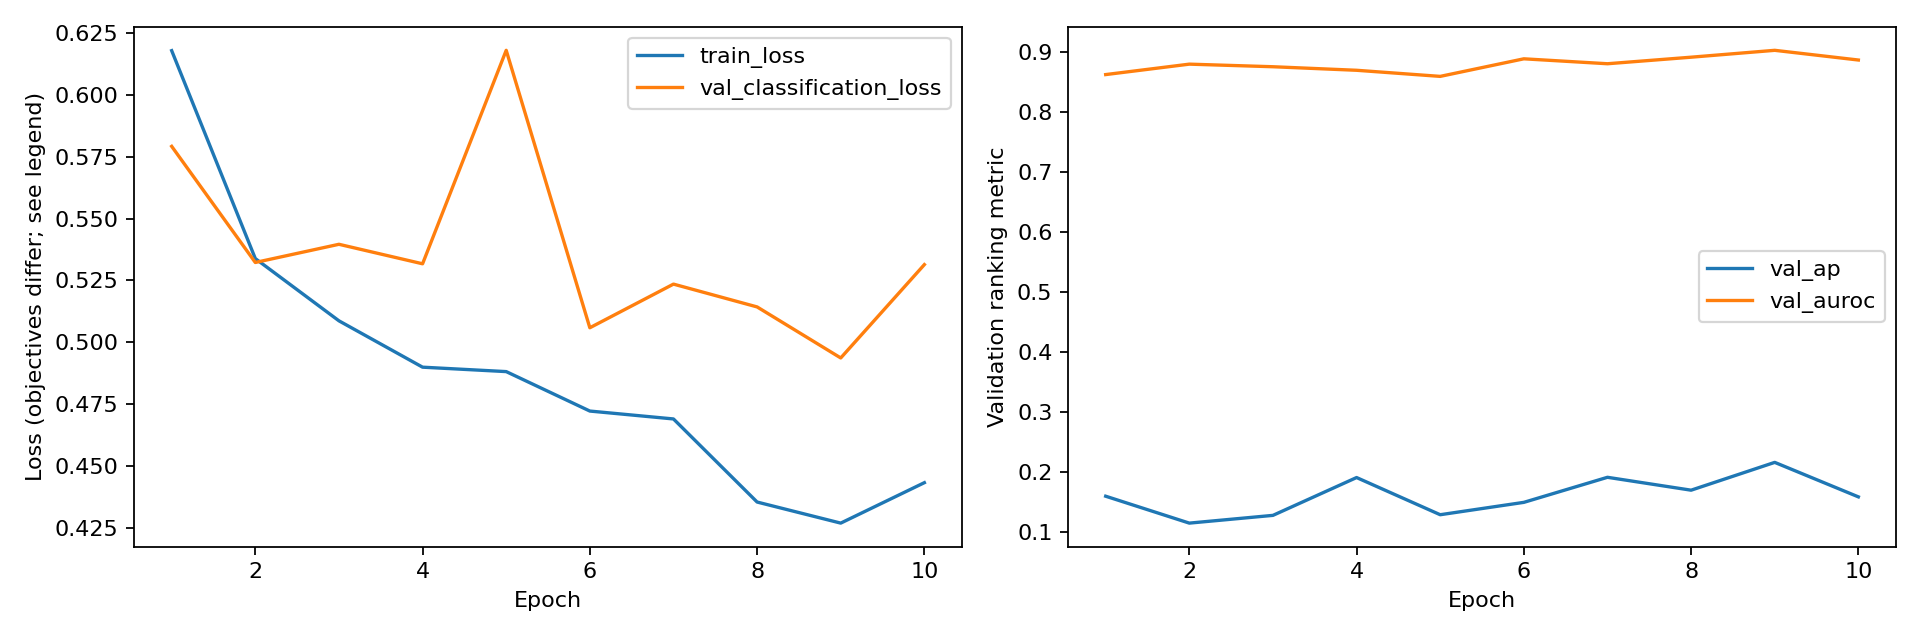 Loss (objectives differ; see legend)
0.625
0.600
0.575
0.550
0.525
0.500
0.475
0.450
0.425
train_loss
val_classification_loss
2 4 6 8 10
Epoch
Validation ranking metric
0.9
0.8
0.7
0.6
0.5
0.4
0.3
0.2
0.1
val_ap
val_auroc
2 4 6 8 10
Epoch